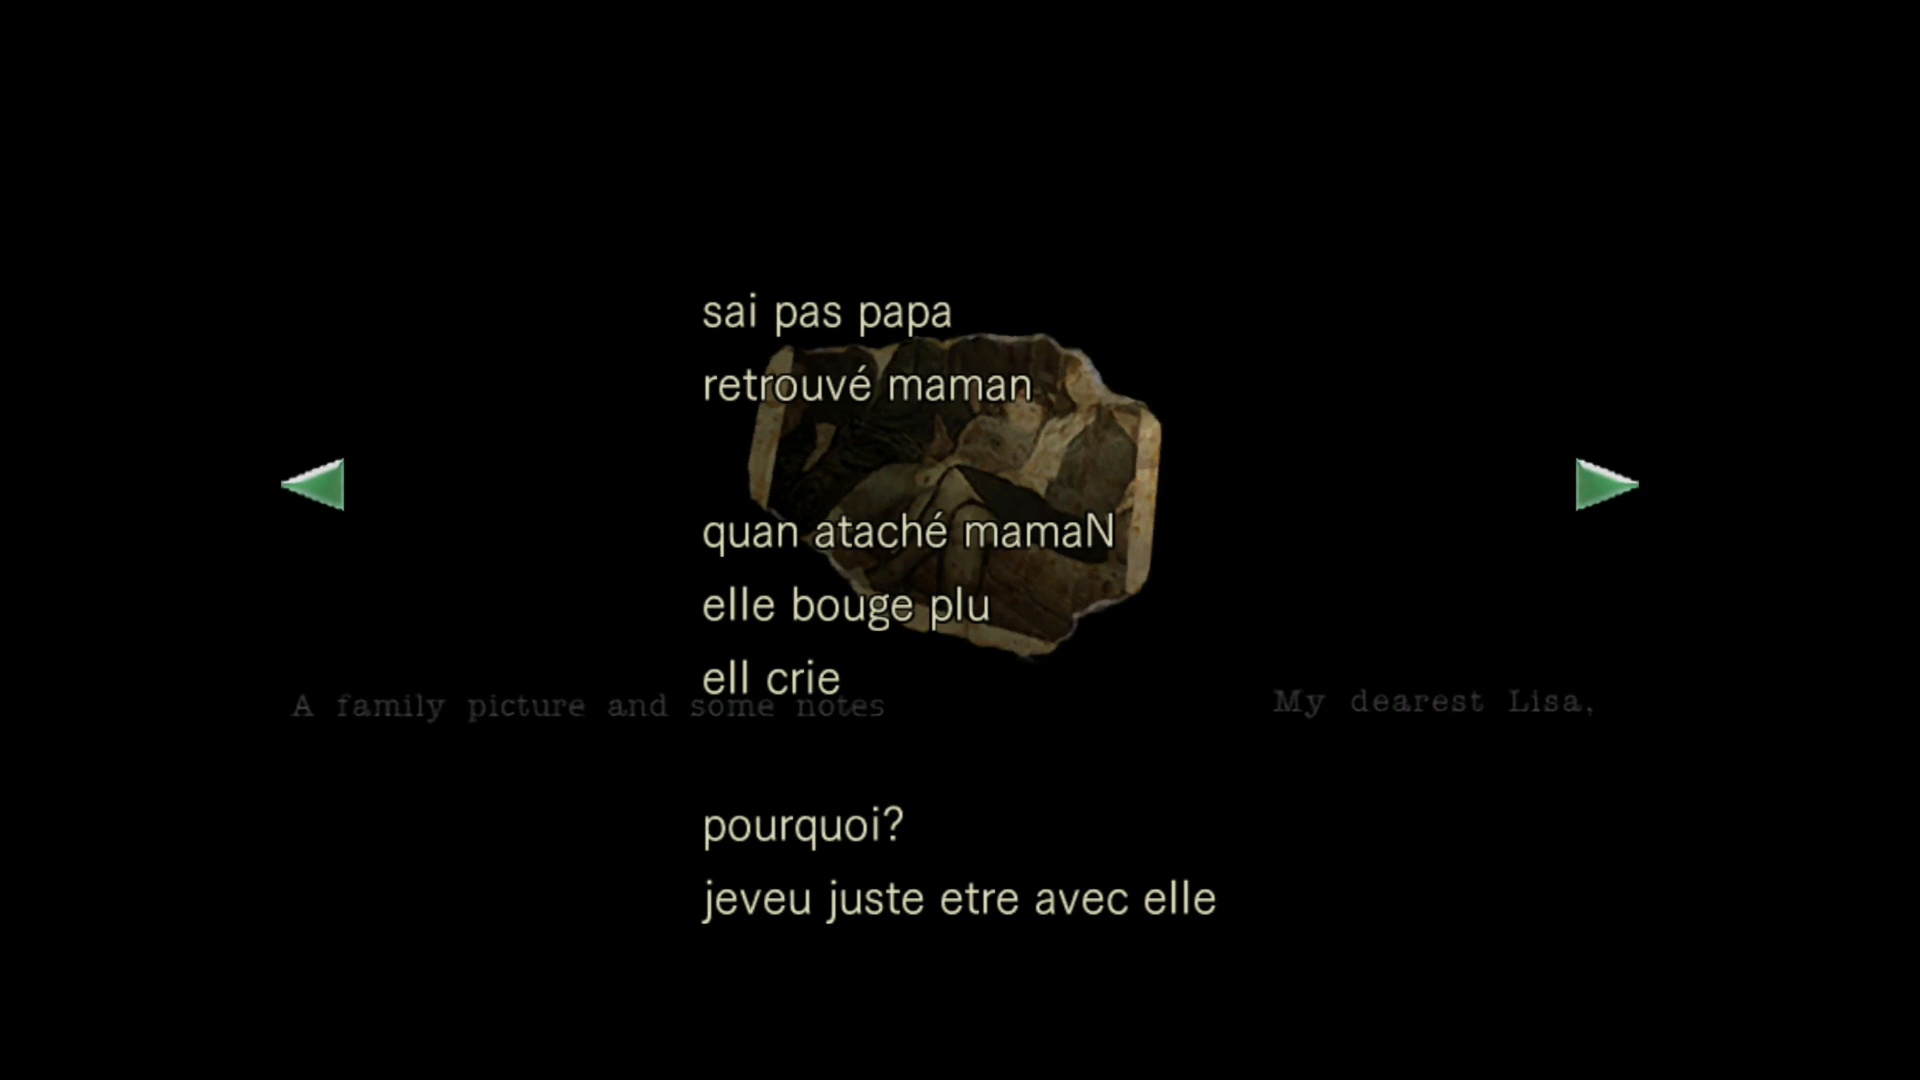 sai pas papa
retrouvé maman
quan ataché mamaN
elle bouge plu
ell crie
A family picture and some notes
My dearest Lisa,
pourquoi?
jeveu juste etre avec elle